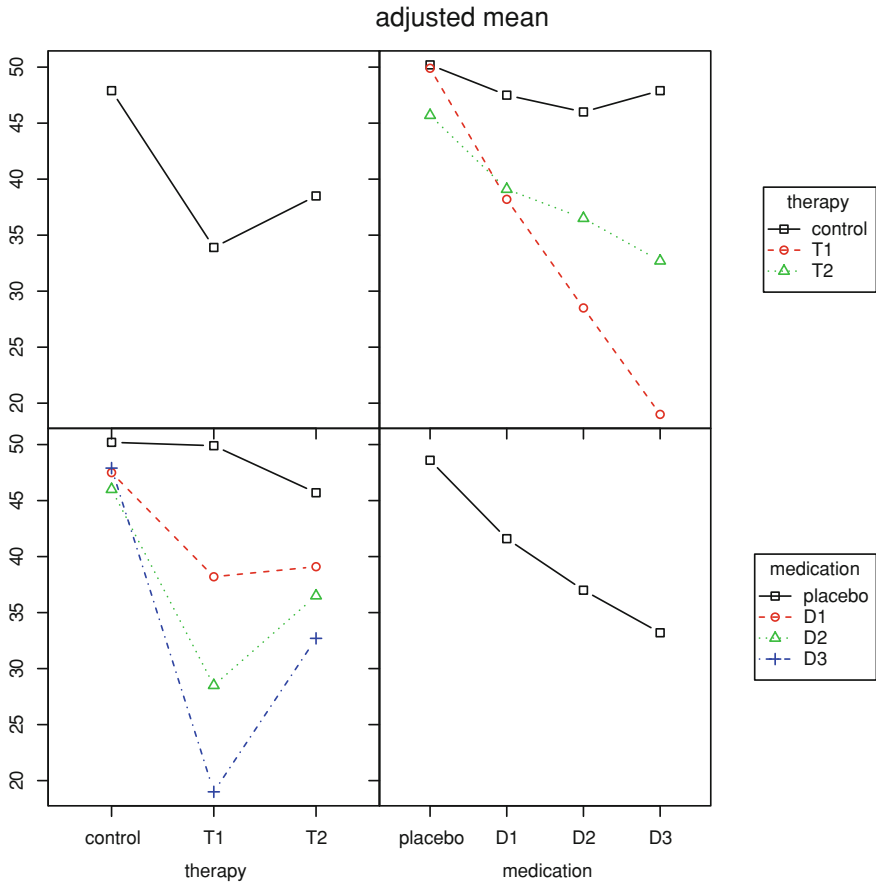 adjusted mean
50
45
40
35
30
25
20
therapy
control
T1
T2
50
45
40
35
30
25
20
medication
placebo
D1
D2
D3
control T1 T2 placebo D1 D2 D3
therapy medication